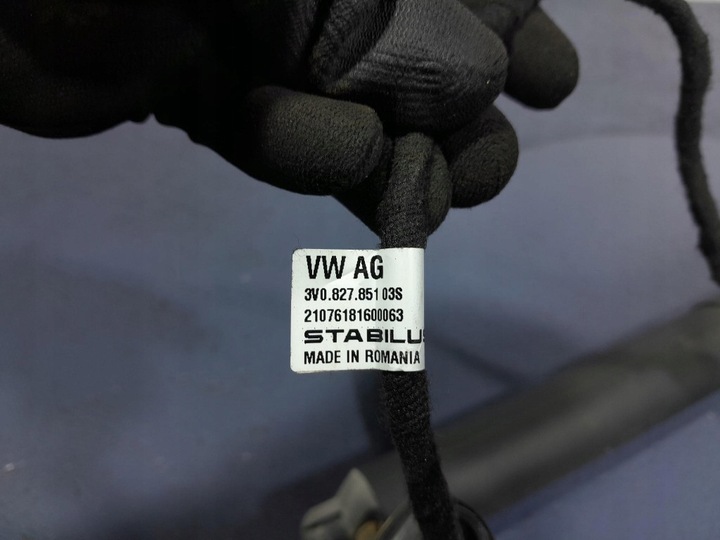 VW AG
3V0.827.851 03S
21076181600063
STABILUS
MADE IN ROMANIA